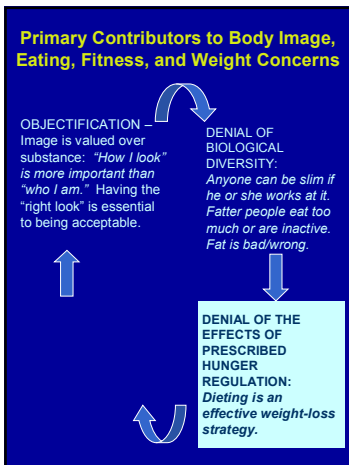 Primary Contributors to Body Image,
Eating, Fitness, and Weight Concerns
OBJECTIFICATION –
Image is valued over
substance: “How I look”
is more important than
“who I am.” Having the
“right look” is essential
to being acceptable.
DENIAL OF
BIOLOGICAL
DIVERSITY:
Anyone can be slim if
he or she works at it.
Fatter people eat too
much or are inactive.
Fat is bad/wrong.
DENIAL OF THE
EFFECTS OF
PRESCRIBED
HUNGER
REGULATION:
Dieting is an
effective weight-loss
strategy.